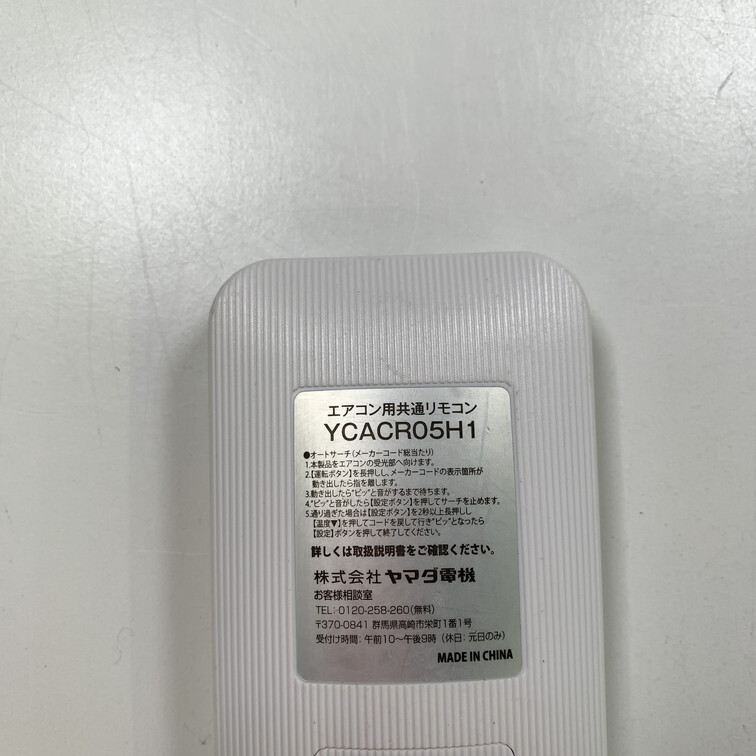 エアコン用共通リモコン
YCACR05H1
●オートサーチ(メーカーコード総当たり)
1.本製品をエアコンの受光部へ向けます。
2.【運転ボタン】を長押しし、メーカーコードの表示箇所が
動き出したら指を離します。
3.動き出したら"ピッ"と音がするまで待ちます。
4."ピッ"と音がしたら【設定ボタン】を押してサーチを止めます。
5.通り過ぎた場合は【設定ボタン】を2秒以上長押しし
【温度▼】を押してコードを戻して行き"ピッ"となったら
【設定】ボタンを押して終了してください。
詳しくは取扱説明書をご確認ください。
株式会社 ヤマダ電機
お客様相談室
TEL: 0120-258-260(無料)
〒370-0841 群馬県高崎市栄町1番1号
受付け時間: 午前10~午後9時 (休日: 元日のみ)
MADE IN CHINA